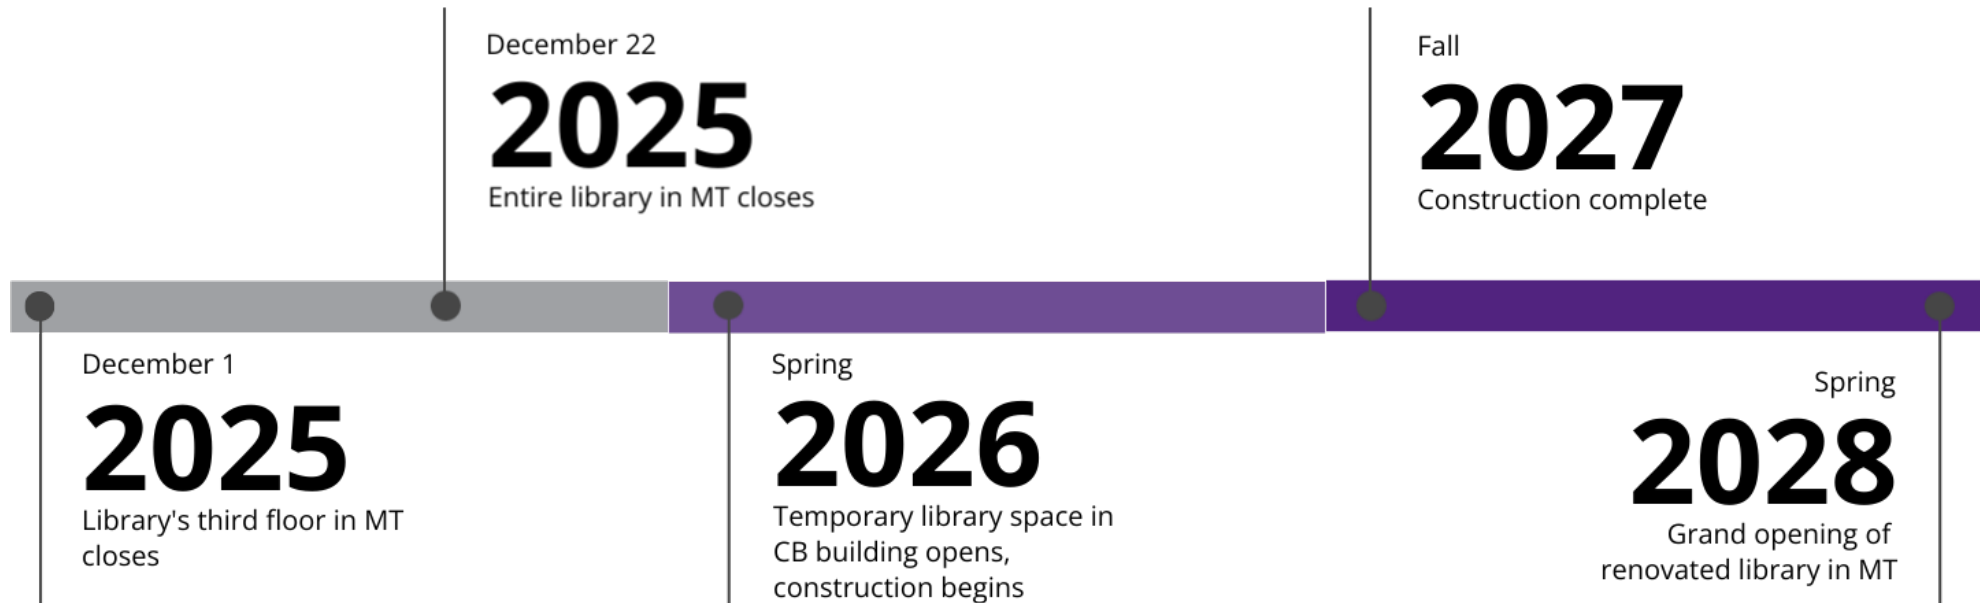 December 1
2025
Library's third floor in MT
closes
December 22
2025
Entire library in MT closes
Spring
2026
Temporary library space in
CB building opens,
construction begins
Fall
2027
Construction complete
Spring
2028
Grand opening of
renovated library in MT